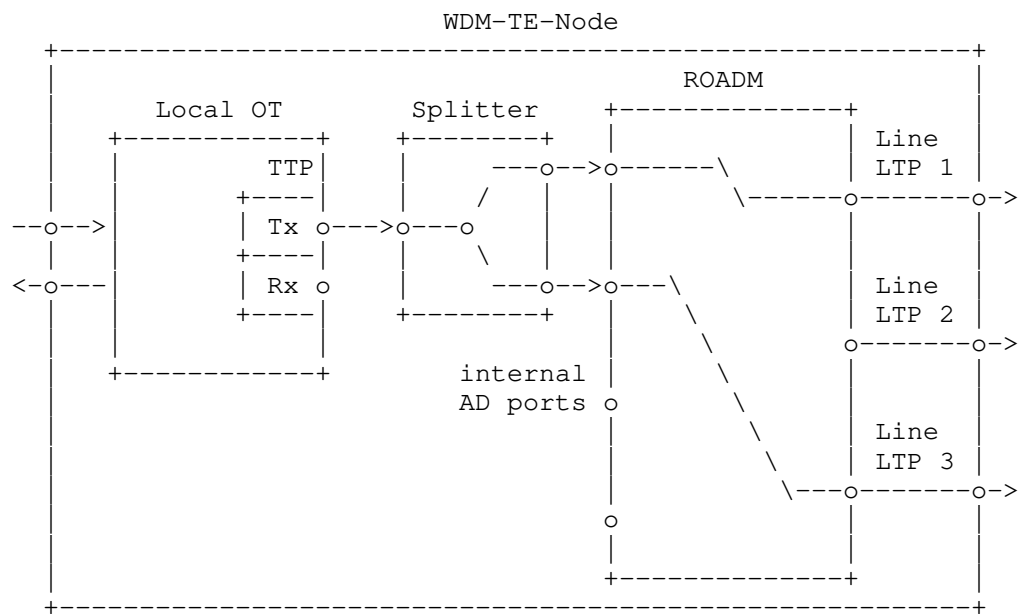 WDM-TE-Node
ROADM
Local OT Splitter
Line
TTP LTP 1
Tx
Rx Line
LTP 2
internal
AD ports
Line
LTP 3